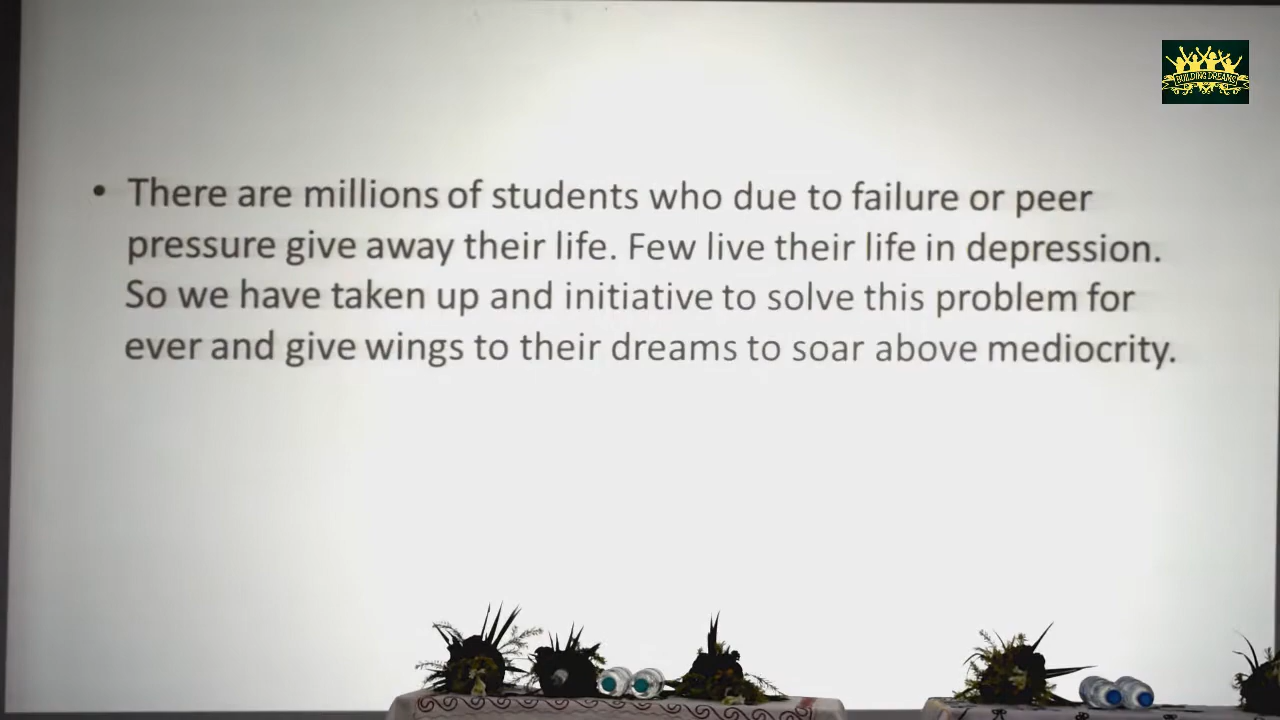 BUILDING DREAMS
• There are millions of students who due to failure or peer
pressure give away their life. Few live their life in depression.
So we have taken up and initiative to solve this problem for
ever and give wings to their dreams to soar above mediocrity.